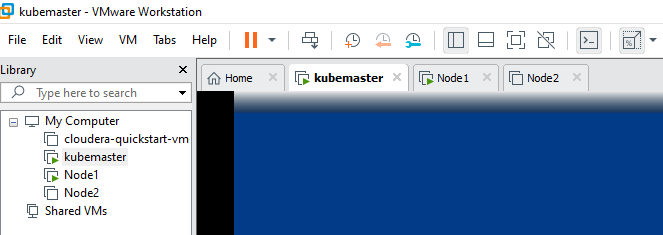 kubemaster - VMware Workstation
File Edit View VM Tabs Help
Library
Type here to search
My Computer
cloudera-quickstart-vm
kubemaster
Node1
Node2
Shared VMs
Home kubemaster Node1 Node2